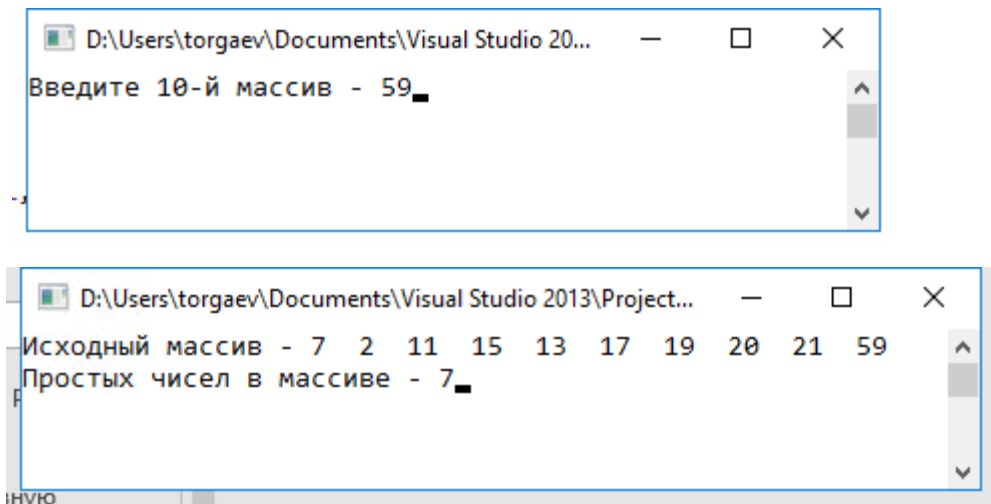 D:\Users\torgaev\Documents\Visual Studio 20...
Введите 10-й массив - 59
D:\Users\torgaev\Documents\Visual Studio 2013\Project...
Исходный массив - 7 2 11 15 13 17 19 20 21 59
Простых чисел в массиве - 7